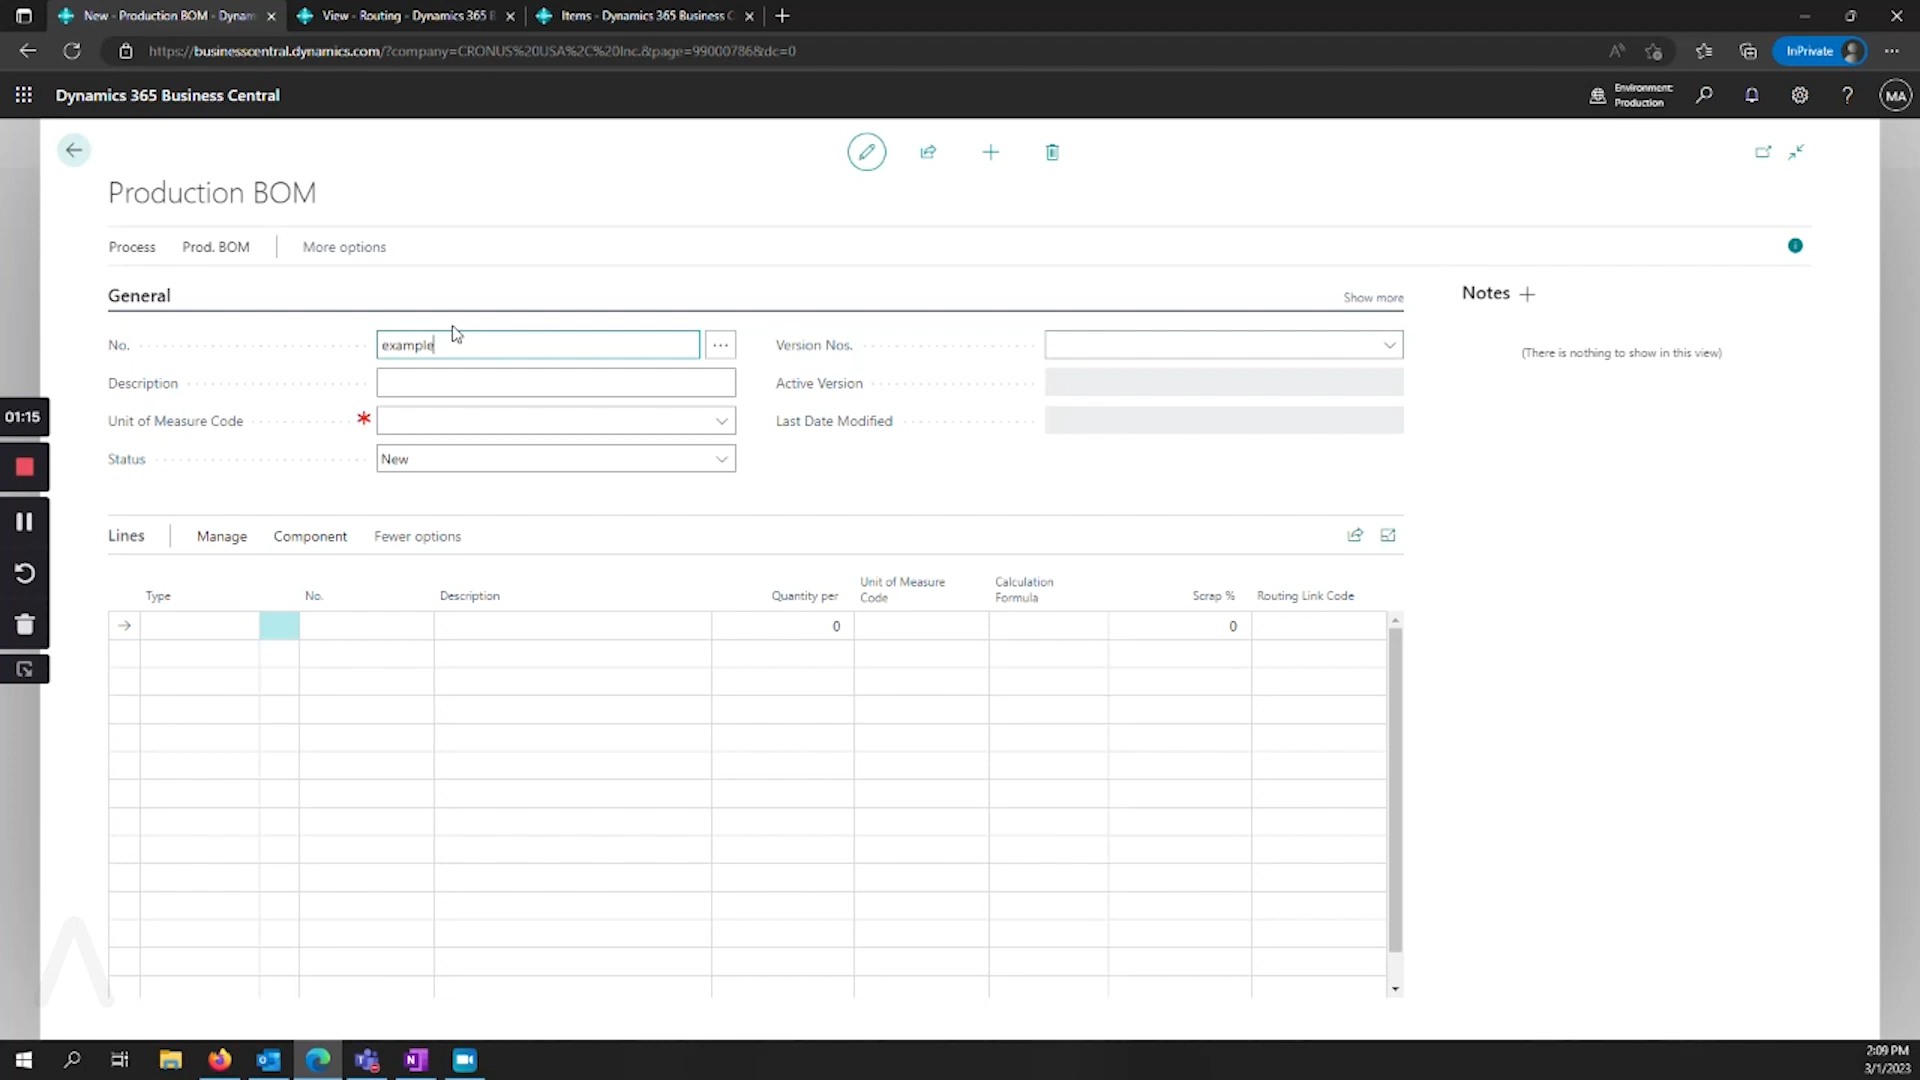 New - Production BOM - Dynam
View - Routing - Dynamics 365 B
Items - Dynamics 365 Business C
https://businesscentral.dynamics.com/?company=CRONUS%20USA%2C%20Inc.&page=99000786&dc=0
InPrivate
Dynamics 365 Business Central
Environment:
Production
MA
Production BOM
Process Prod. BOM More options
General
Show more
Notes
No. example
Version Nos.
(There is nothing to show in this view)
Description
Active Version
Unit of Measure Code *
Last Date Modified
Status New
01:15
Lines Manage Component Fewer options
Type No. Description Quantity per Unit of Measure Code Calculation Formula Scrap % Routing Link Code
0 0
2:09 PM
3/1/2023